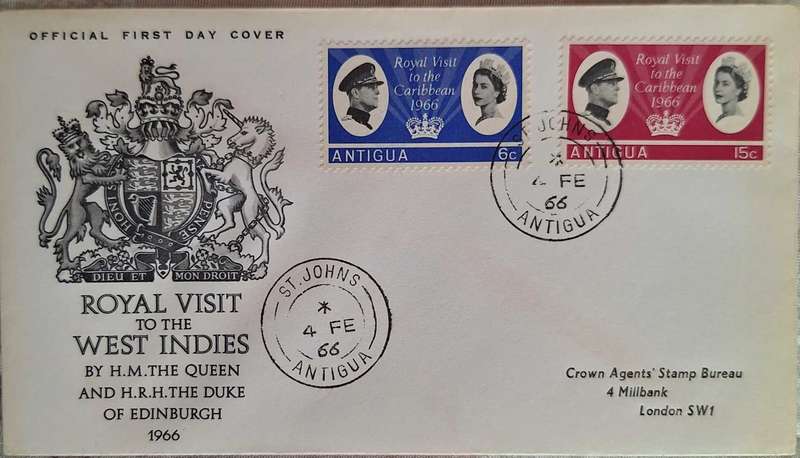 OFFICIAL FIRST DAY COVER
HONI
PENSE
DIEU ET MON DROIT
ROYAL VISIT
TO THE
WEST INDIES
BY H.M. THE QUEEN
AND H.R.H. THE DUKE
OF EDINBURGH
1966
Royal Visit
to the
Caribbean
1966
ANTIGUA 6c
Royal Visit
to the
Caribbean
1966
ANTIGUA 15c
ST. JOHNS
*
4 FE
66
ANTIGUA
ST. JOHNS
*
4 FE
66
ANTIGUA
Crown Agents' Stamp Bureau
4 Millbank
London SW1